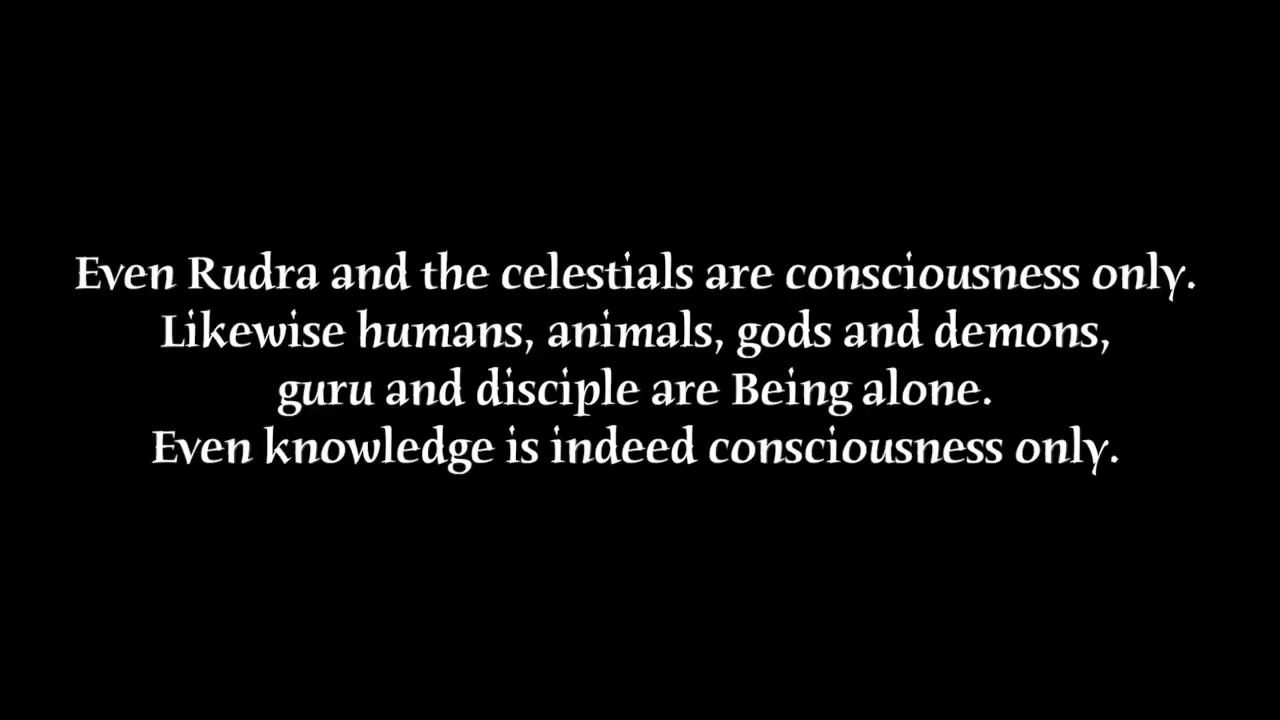 Even Rudra and the celestials are consciousness only.
Likewise humans, animals, gods and demons,
guru and disciple are Being alone.
Even knowledge is indeed consciousness only.